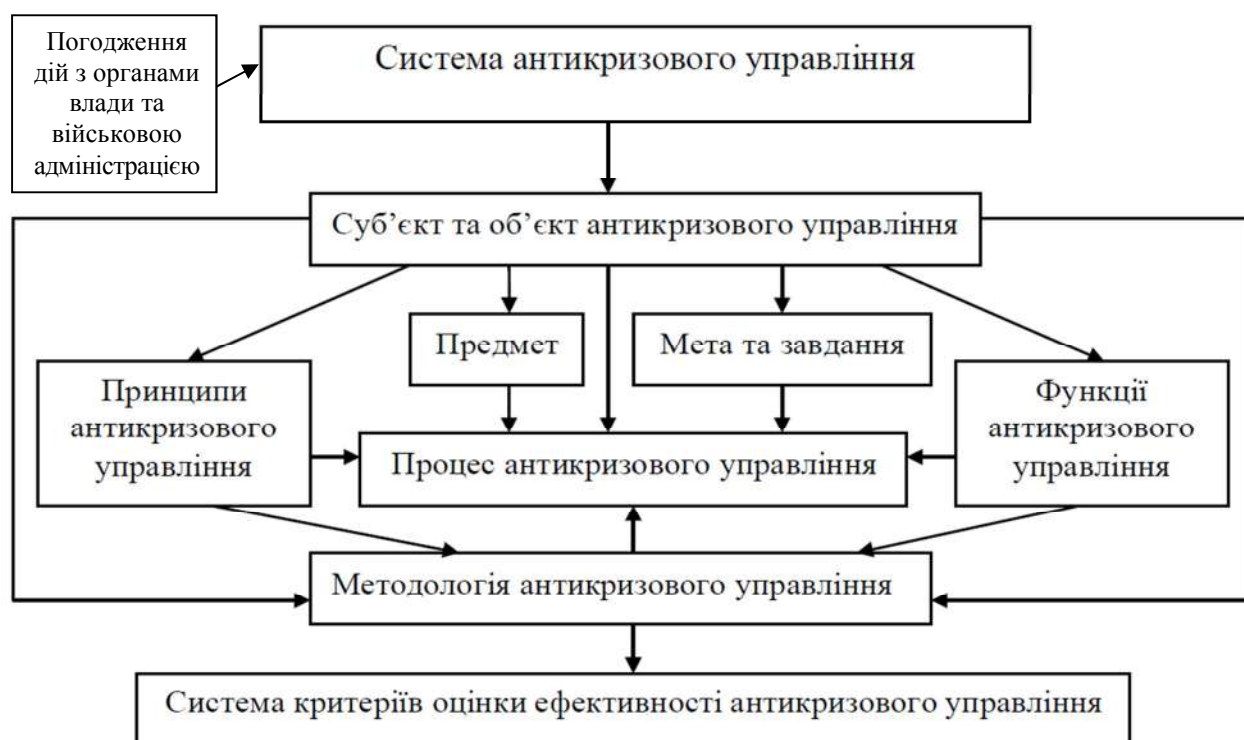 Погодження
дій з органами
влади та
військовою
адміністрацією
Система антикризового управління
Суб’єкт та об’єкт антикризового управління
Предмет
Мета та завдання
Принципи
антикризового
управління
Функції
антикризового
управління
Процес антикризового управління
Методологія антикризового управління
Система критеріїв оцінки ефективності антикризового управління